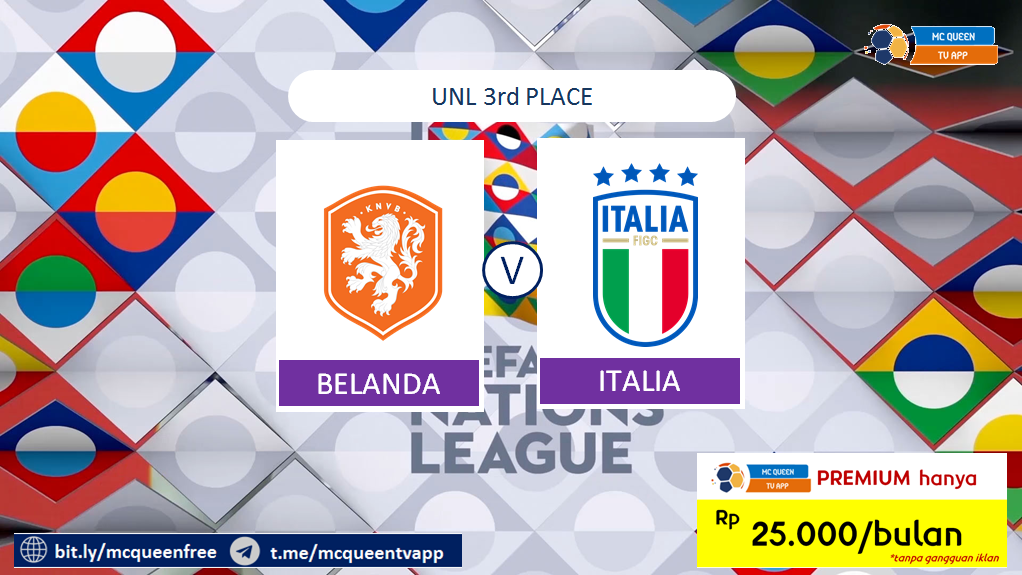 MC QUEEN
TV APP
UNL 3rd PLACE
KNVB
ITALIA
FIGC
V
BELANDA
ITALIA
UEFA
NATIONS
LEAGUE
MC QUEEN
TV APP
PREMIUM hanya
Rp 25.000/bulan
*tanpa gangguan iklan
bit.ly/mcqueenfree
t.me/mcqueentvapp